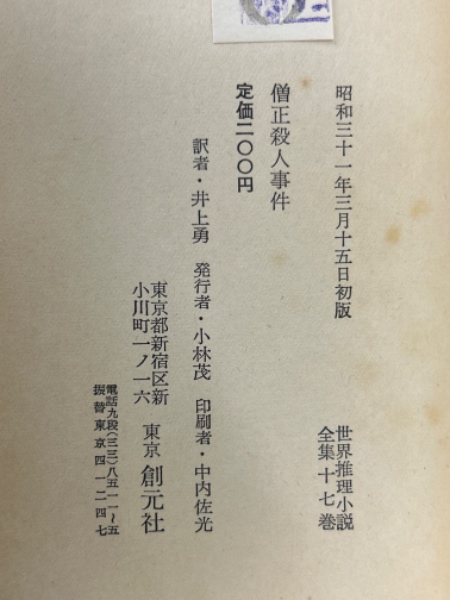 昭和三十一年三月十五日初版
世界推理小説
全集十七巻
僧正殺人事件
定価二〇〇円
訳者・井上勇 発行者・小林茂 印刷者・中内佐光
東京都新宿区新
小川町一ノ一六
東京 創元社
電話九段(三三)八五一一~五
振替東京四一二四七